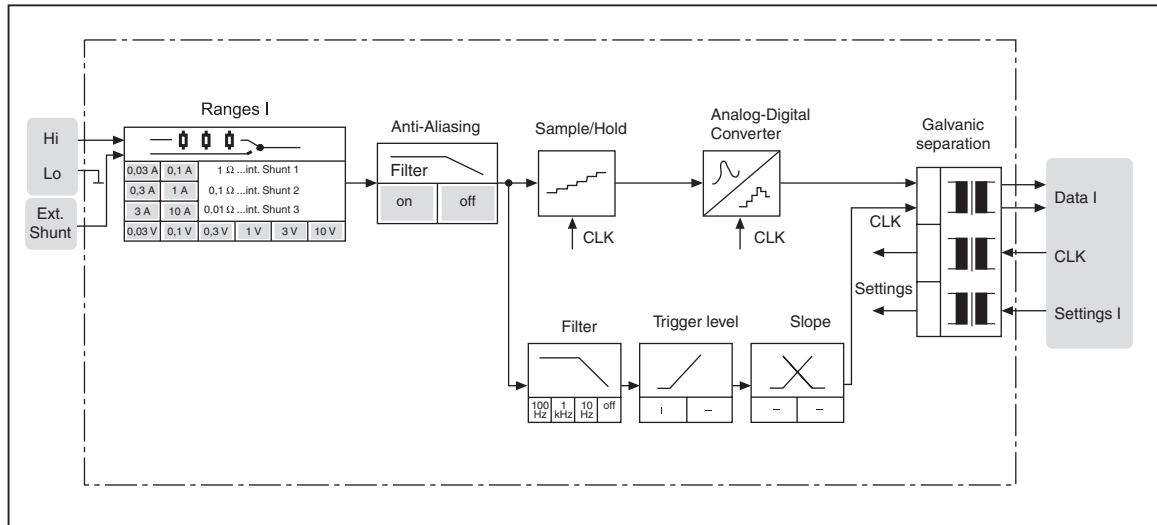 Ranges I
Hi
Lo
Ext.
Shunt
0,03 A 0,1 A 1 Ω ...int. Shunt 1
0,3 A 1 A 0,1 Ω ...int. Shunt 2
3 A 10 A 0,01 Ω ...int. Shunt 3
0,03 V 0,1 V 0,3 V 1 V 3 V 10 V
Anti-Aliasing
Filter
on off
Sample/Hold
CLK
Analog-Digital
Converter
CLK
Galvanic
separation
CLK
Settings
Data I
CLK
Settings I
Filter
100 Hz 1 kHz 10 Hz off
Trigger level
I –
Slope
– –